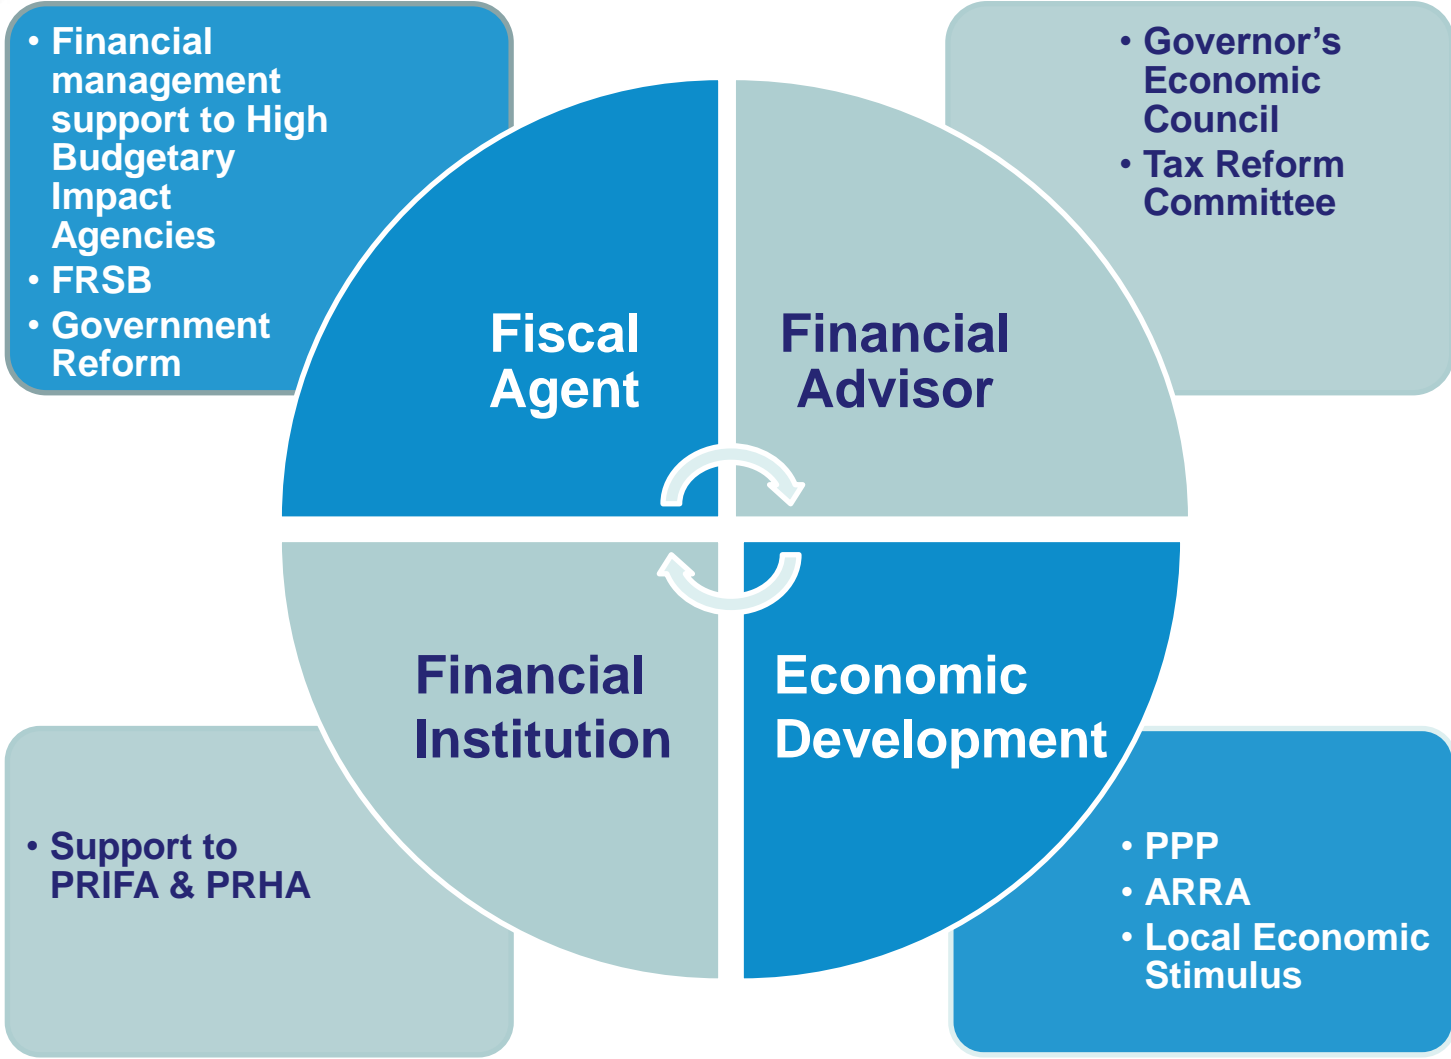 • Financial
management
support to High
Budgetary
Impact
Agencies
• FRSB
• Government
Reform
• Governor’s
Economic
Council
• Tax Reform
Committee
Fiscal
Agent
Financial
Advisor
Financial
Institution
Economic
Development
• Support to
PRIFA & PRHA
• PPP
• ARRA
• Local Economic
Stimulus